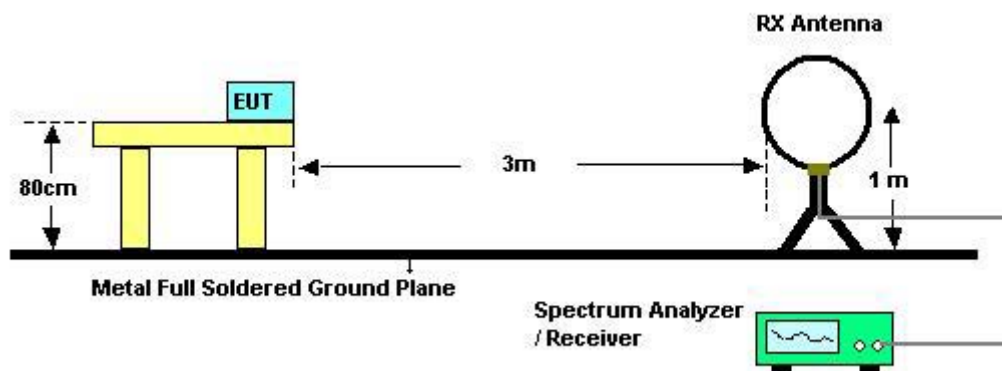 RX Antenna
EUT
3m
80cm
1 m
Metal Full Soldered Ground Plane
Spectrum Analyzer
/ Receiver